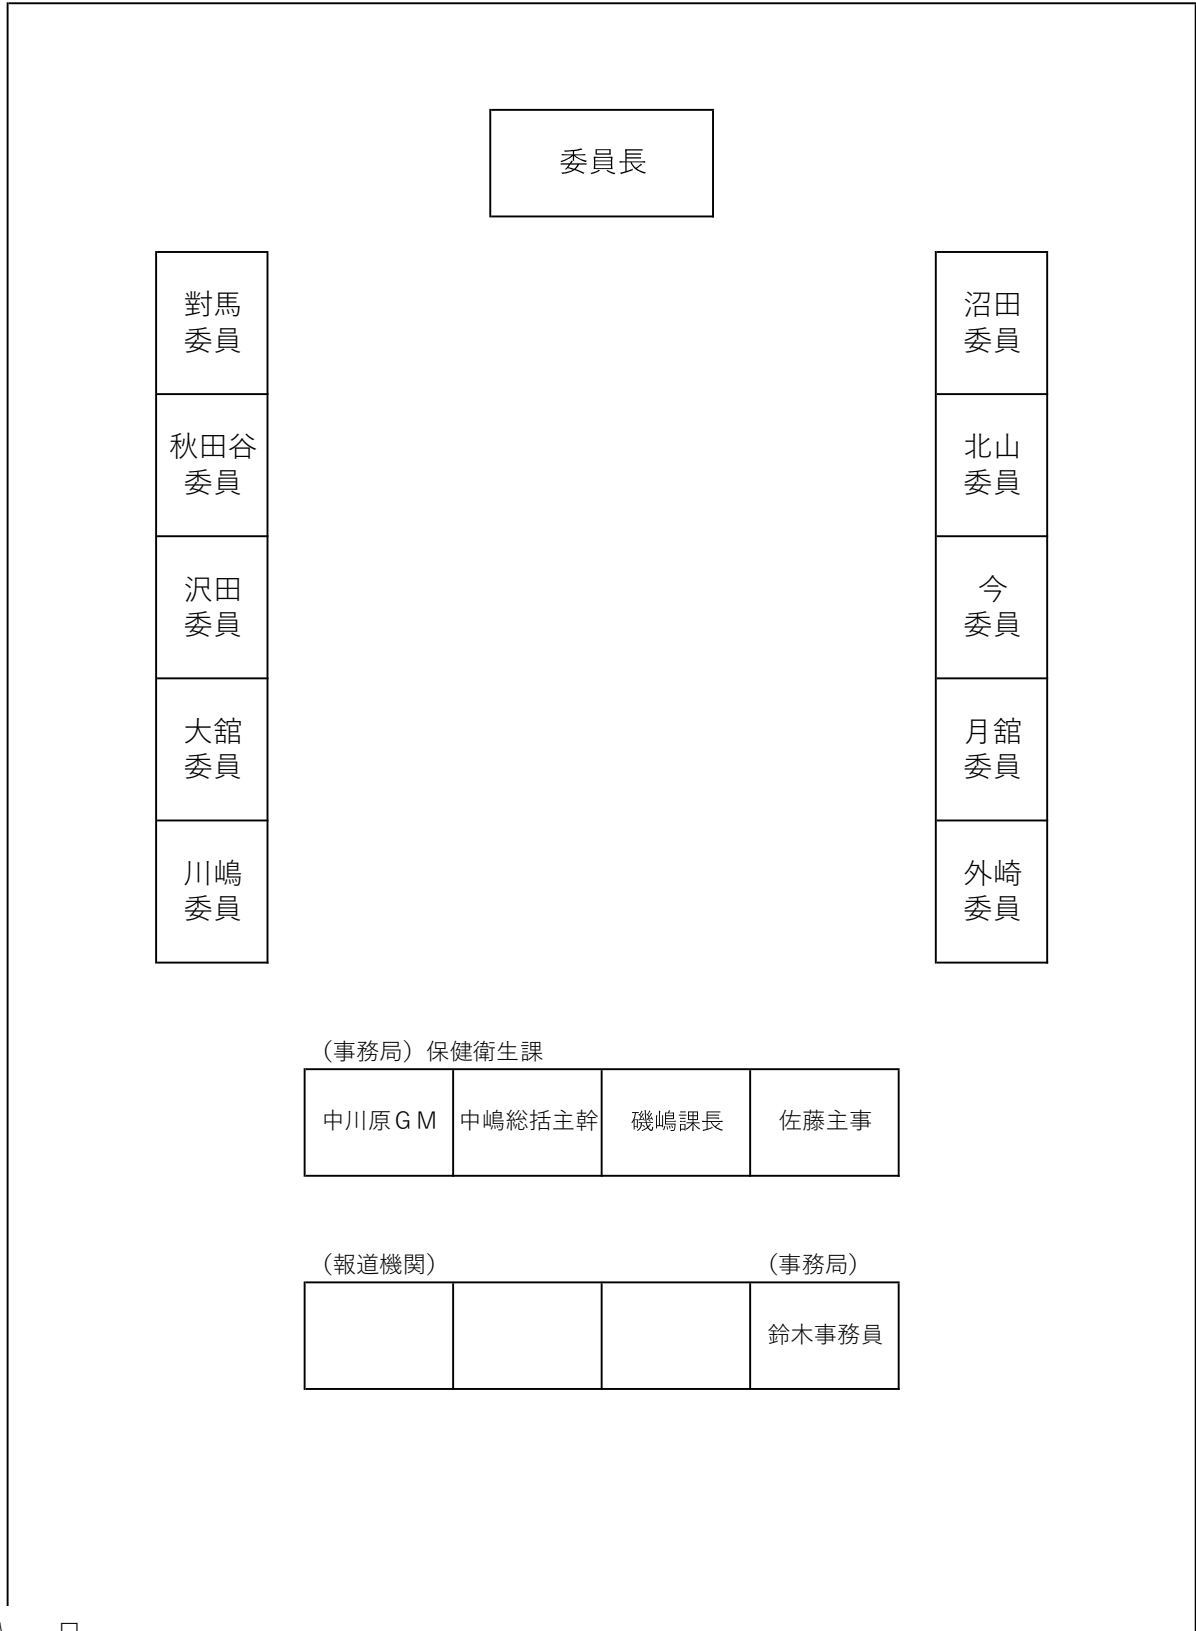 委員長
對馬
委員
秋田谷
委員
沢田
委員
大舘
委員
川嶋
委員
沼田
委員
北山
委員
今
委員
月舘
委員
外崎
委員
（事務局）保健衛生課
中川原ＧＭ 中嶋総括主幹 磯嶋課長 佐藤主事
（報道機関） （事務局）
鈴木事務員